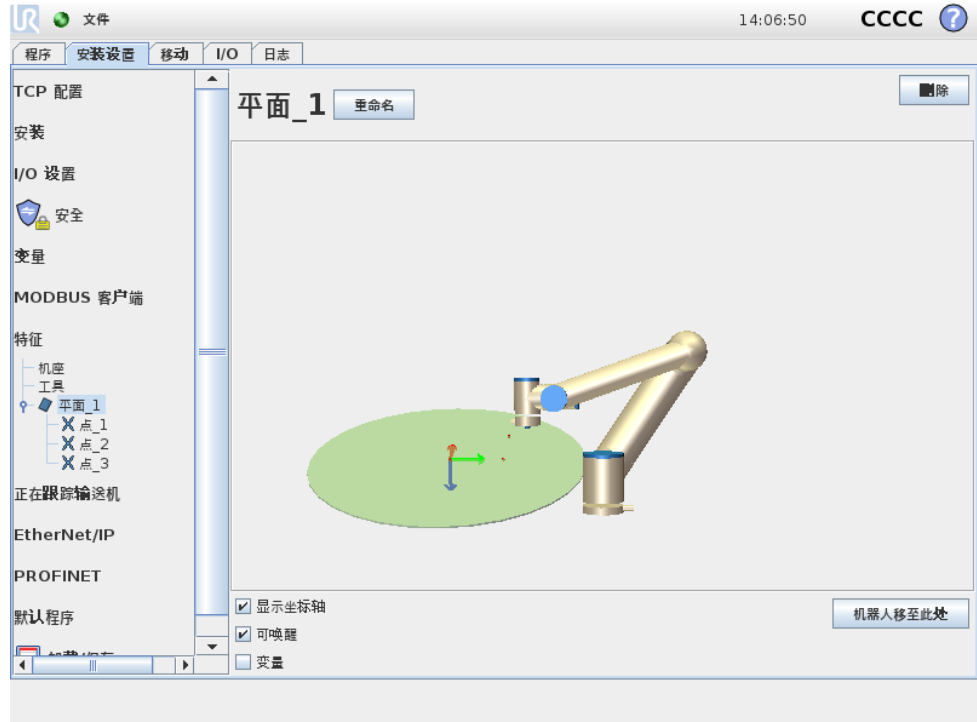 UR 文件 14:06:50 CCCC ?
程序 安装设置 移动 I/O 日志
TCP 配置
安装
I/O 设置
安全
变量
MODBUS 客户端
特征
机座
工具
平面_1
点_1
点_2
点_3
正在跟踪输送机
EtherNet/IP
PROFINET
默认程序
平面_1 重命名
除
显示坐标轴
可唤醒
变量
机器人移至此处